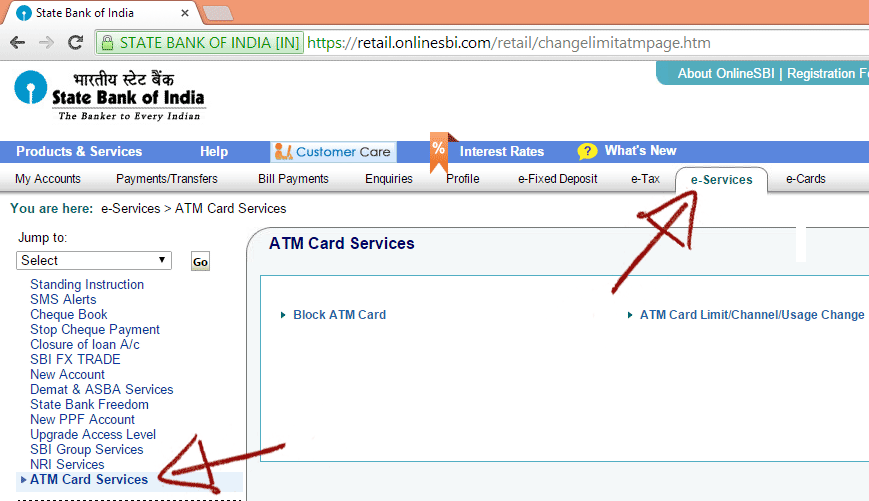 State Bank of India
STATE BANK OF INDIA [IN] https://retail.onlinesbi.com/retail/changelimitatmpage.htm
About OnlineSBI | Registration F
भारतीय स्टेट बैंक
State Bank of India
The Banker to Every Indian
Products & Services Help Customer Care % Interest Rates ? What's New
My Accounts Payments/Transfers Bill Payments Enquiries Profile e-Fixed Deposit e-Tax e-Services e-Cards
You are here: e-Services > ATM Card Services
Jump to:
Select Go
Standing Instruction
SMS Alerts
Cheque Book
Stop Cheque Payment
Closure of loan A/c
SBI FX TRADE
New Account
Demat & ASBA Services
State Bank Freedom
New PPF Account
Upgrade Access Level
SBI Group Services
NRI Services
ATM Card Services
ATM Card Services
Block ATM Card ATM Card Limit/Channel/Usage Change